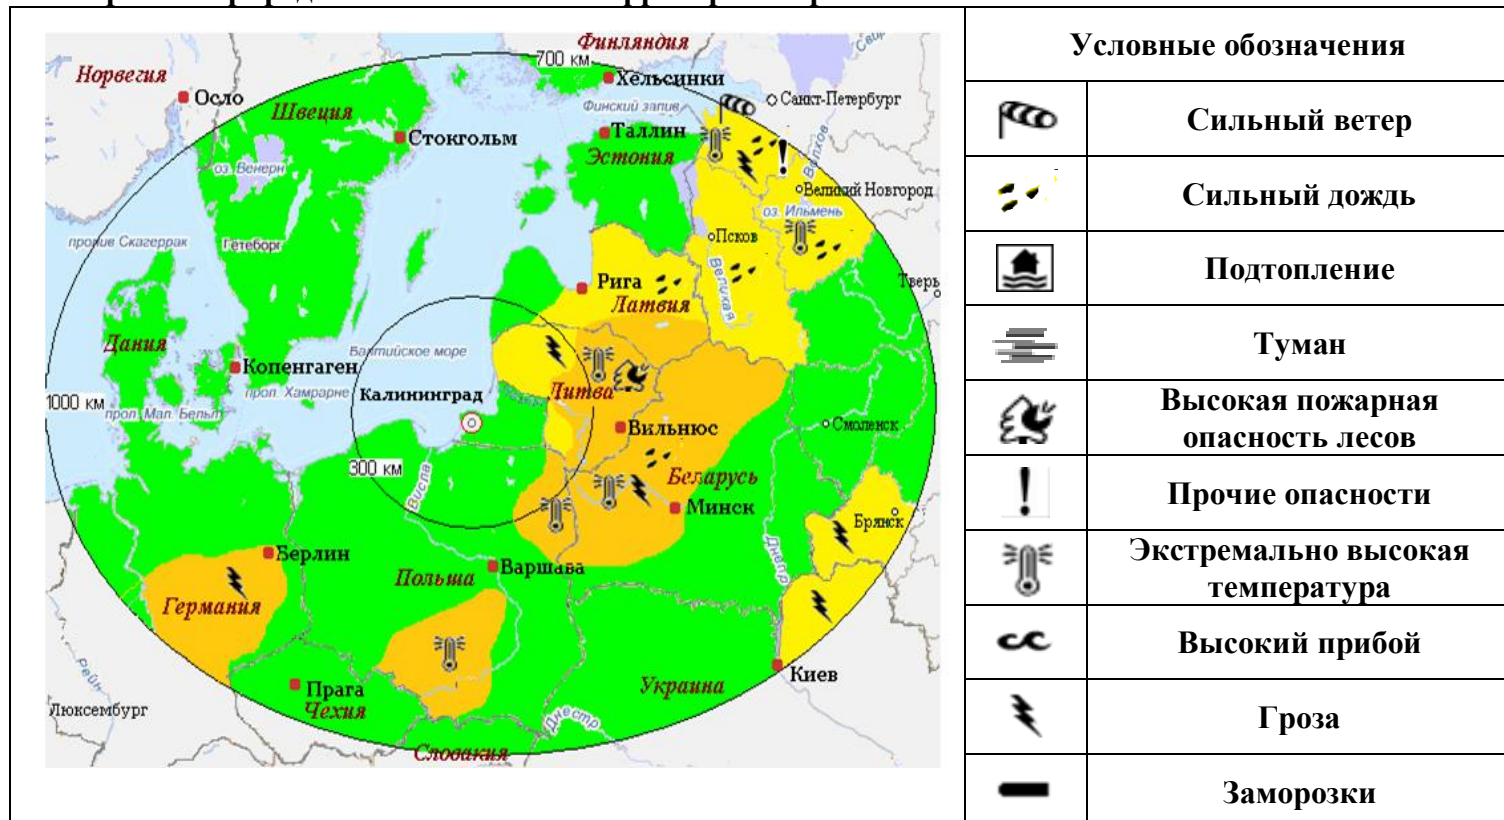 Финляндия
700 км
Норвегия
Хельсинки
Осло
Санкт-Петербург
Швеция
Финский залив
Стокгольм
Таллин
Эстония
Волхов
оз. Венерн
Великий Новгород
оз. Ильмень
пролив Скагеррак
Гетеборг
Псков
Великая
Рига
Тверь
Латвия
Дания
Балтийское море
Копенгаген
Калининград
Литва
прол. Хамрарне
1000 км
прол. Мал. Бельт
Вильнюс
Смоленск
300 км
Висла
Беларусь
Минск
Брянск
Днепр
Берлин
Варшава
Польша
Германия
Рейн
Киев
Прага
Украина
Люксембург
Чехия
Днестр
Словакия
Условные обозначения
Сильный ветер
Сильный дождь
Подтопление
Туман
Высокая пожарная
опасность лесов
Прочие опасности
Экстремально высокая
температура
Высокий прибой
Гроза
Заморозки